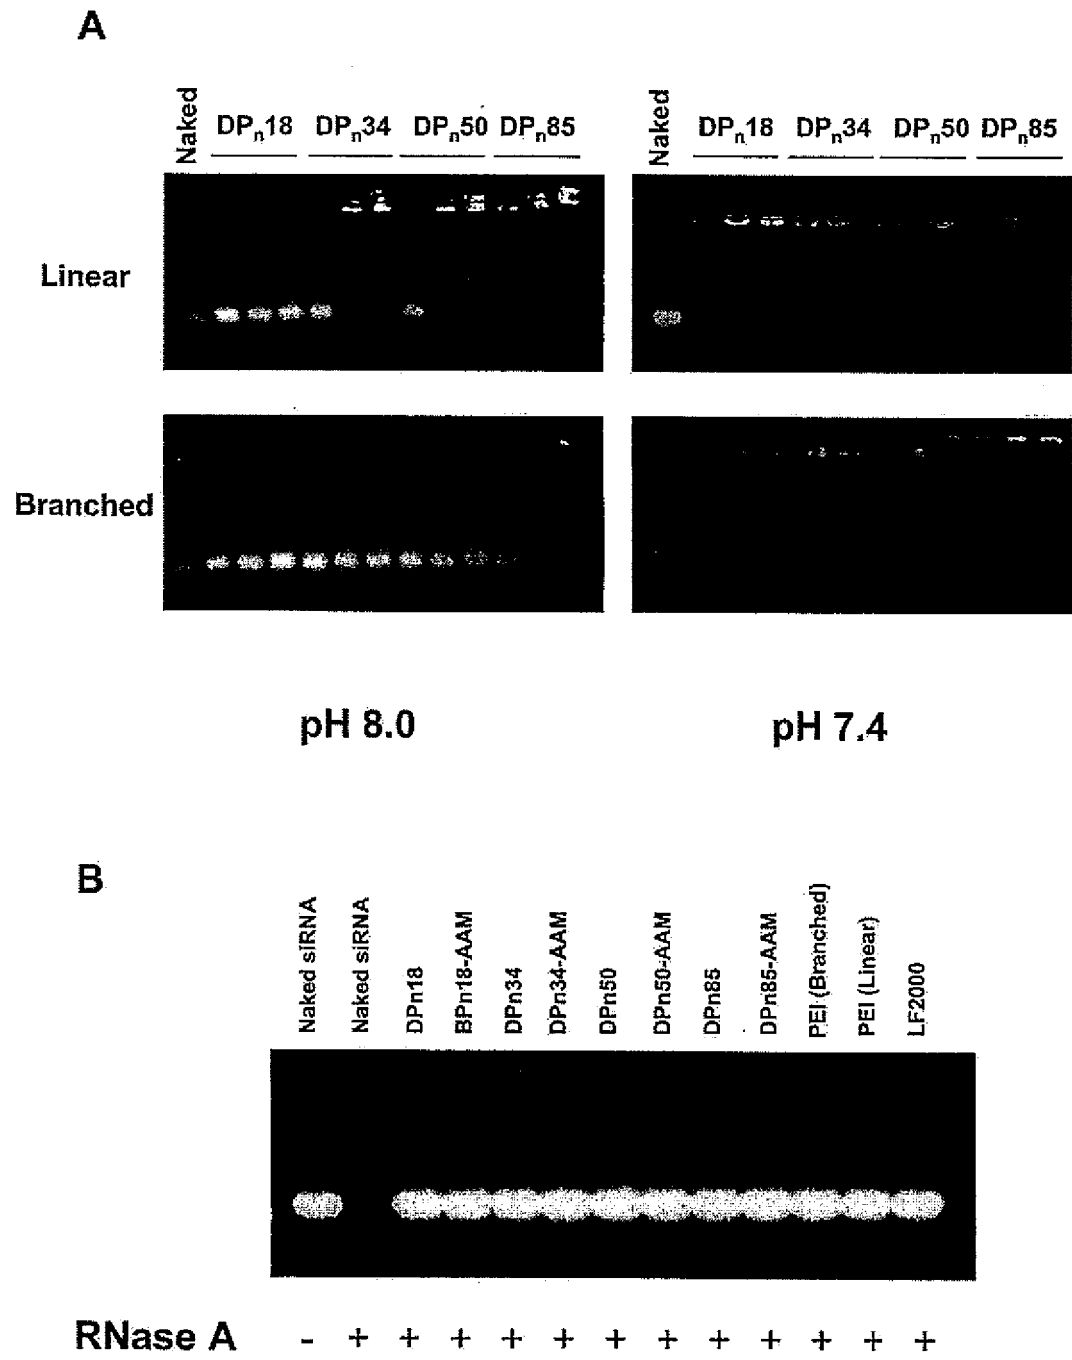 A
Naked DPn18 DPn34 DPn50 DPn85
Naked DPn18 DPn34 DPn50 DPn85
Linear
Branched
pH 8.0
pH 7.4
B
Naked siRNA
Naked siRNA
DPn18
BPn18-AAM
DPn34
DPn34-AAM
DPn50
DPn50-AAM
DPn85
DPn85-AAM
PEI (Branched)
PEI (Linear)
LF2000
RNase A - + + + + + + + + + + + +